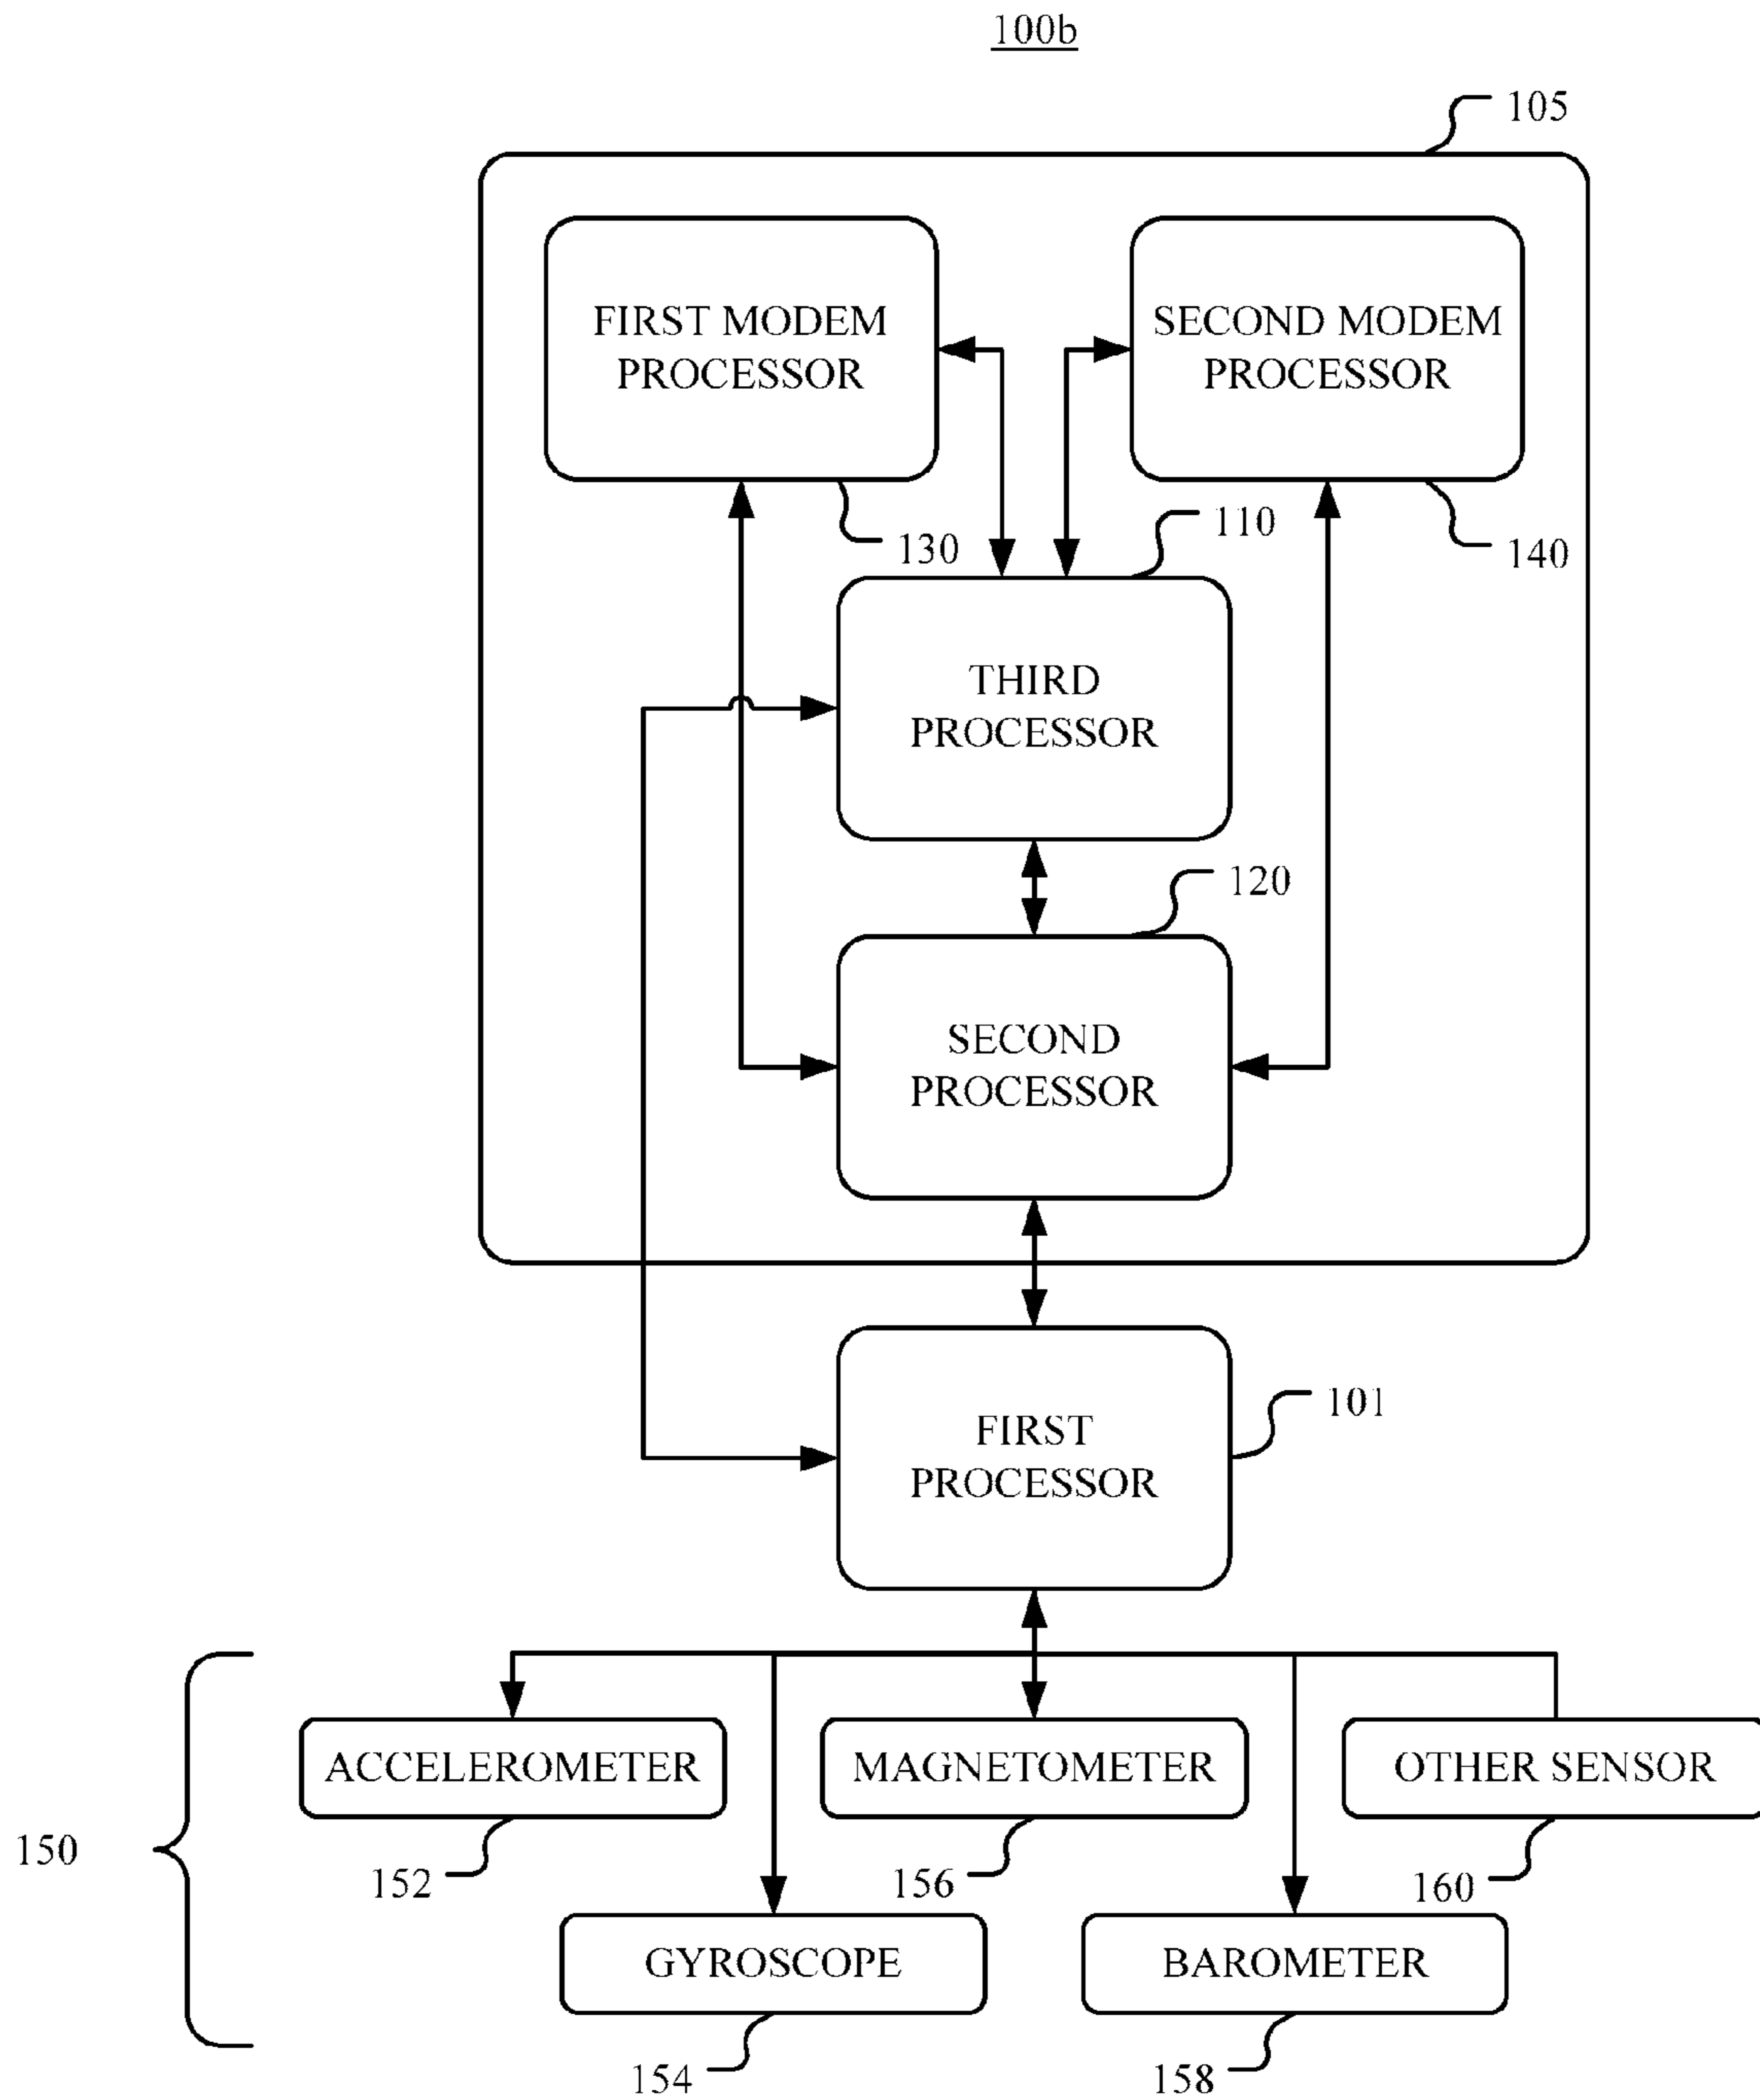 100b
105
FIRST MODEM
PROCESSOR
SECOND MODEM
PROCESSOR
130
110
140
THIRD
PROCESSOR
120
SECOND
PROCESSOR
FIRST
PROCESSOR
101
150
ACCELEROMETER
MAGNETOMETER
OTHER SENSOR
152
156
160
GYROSCOPE
BAROMETER
154
158